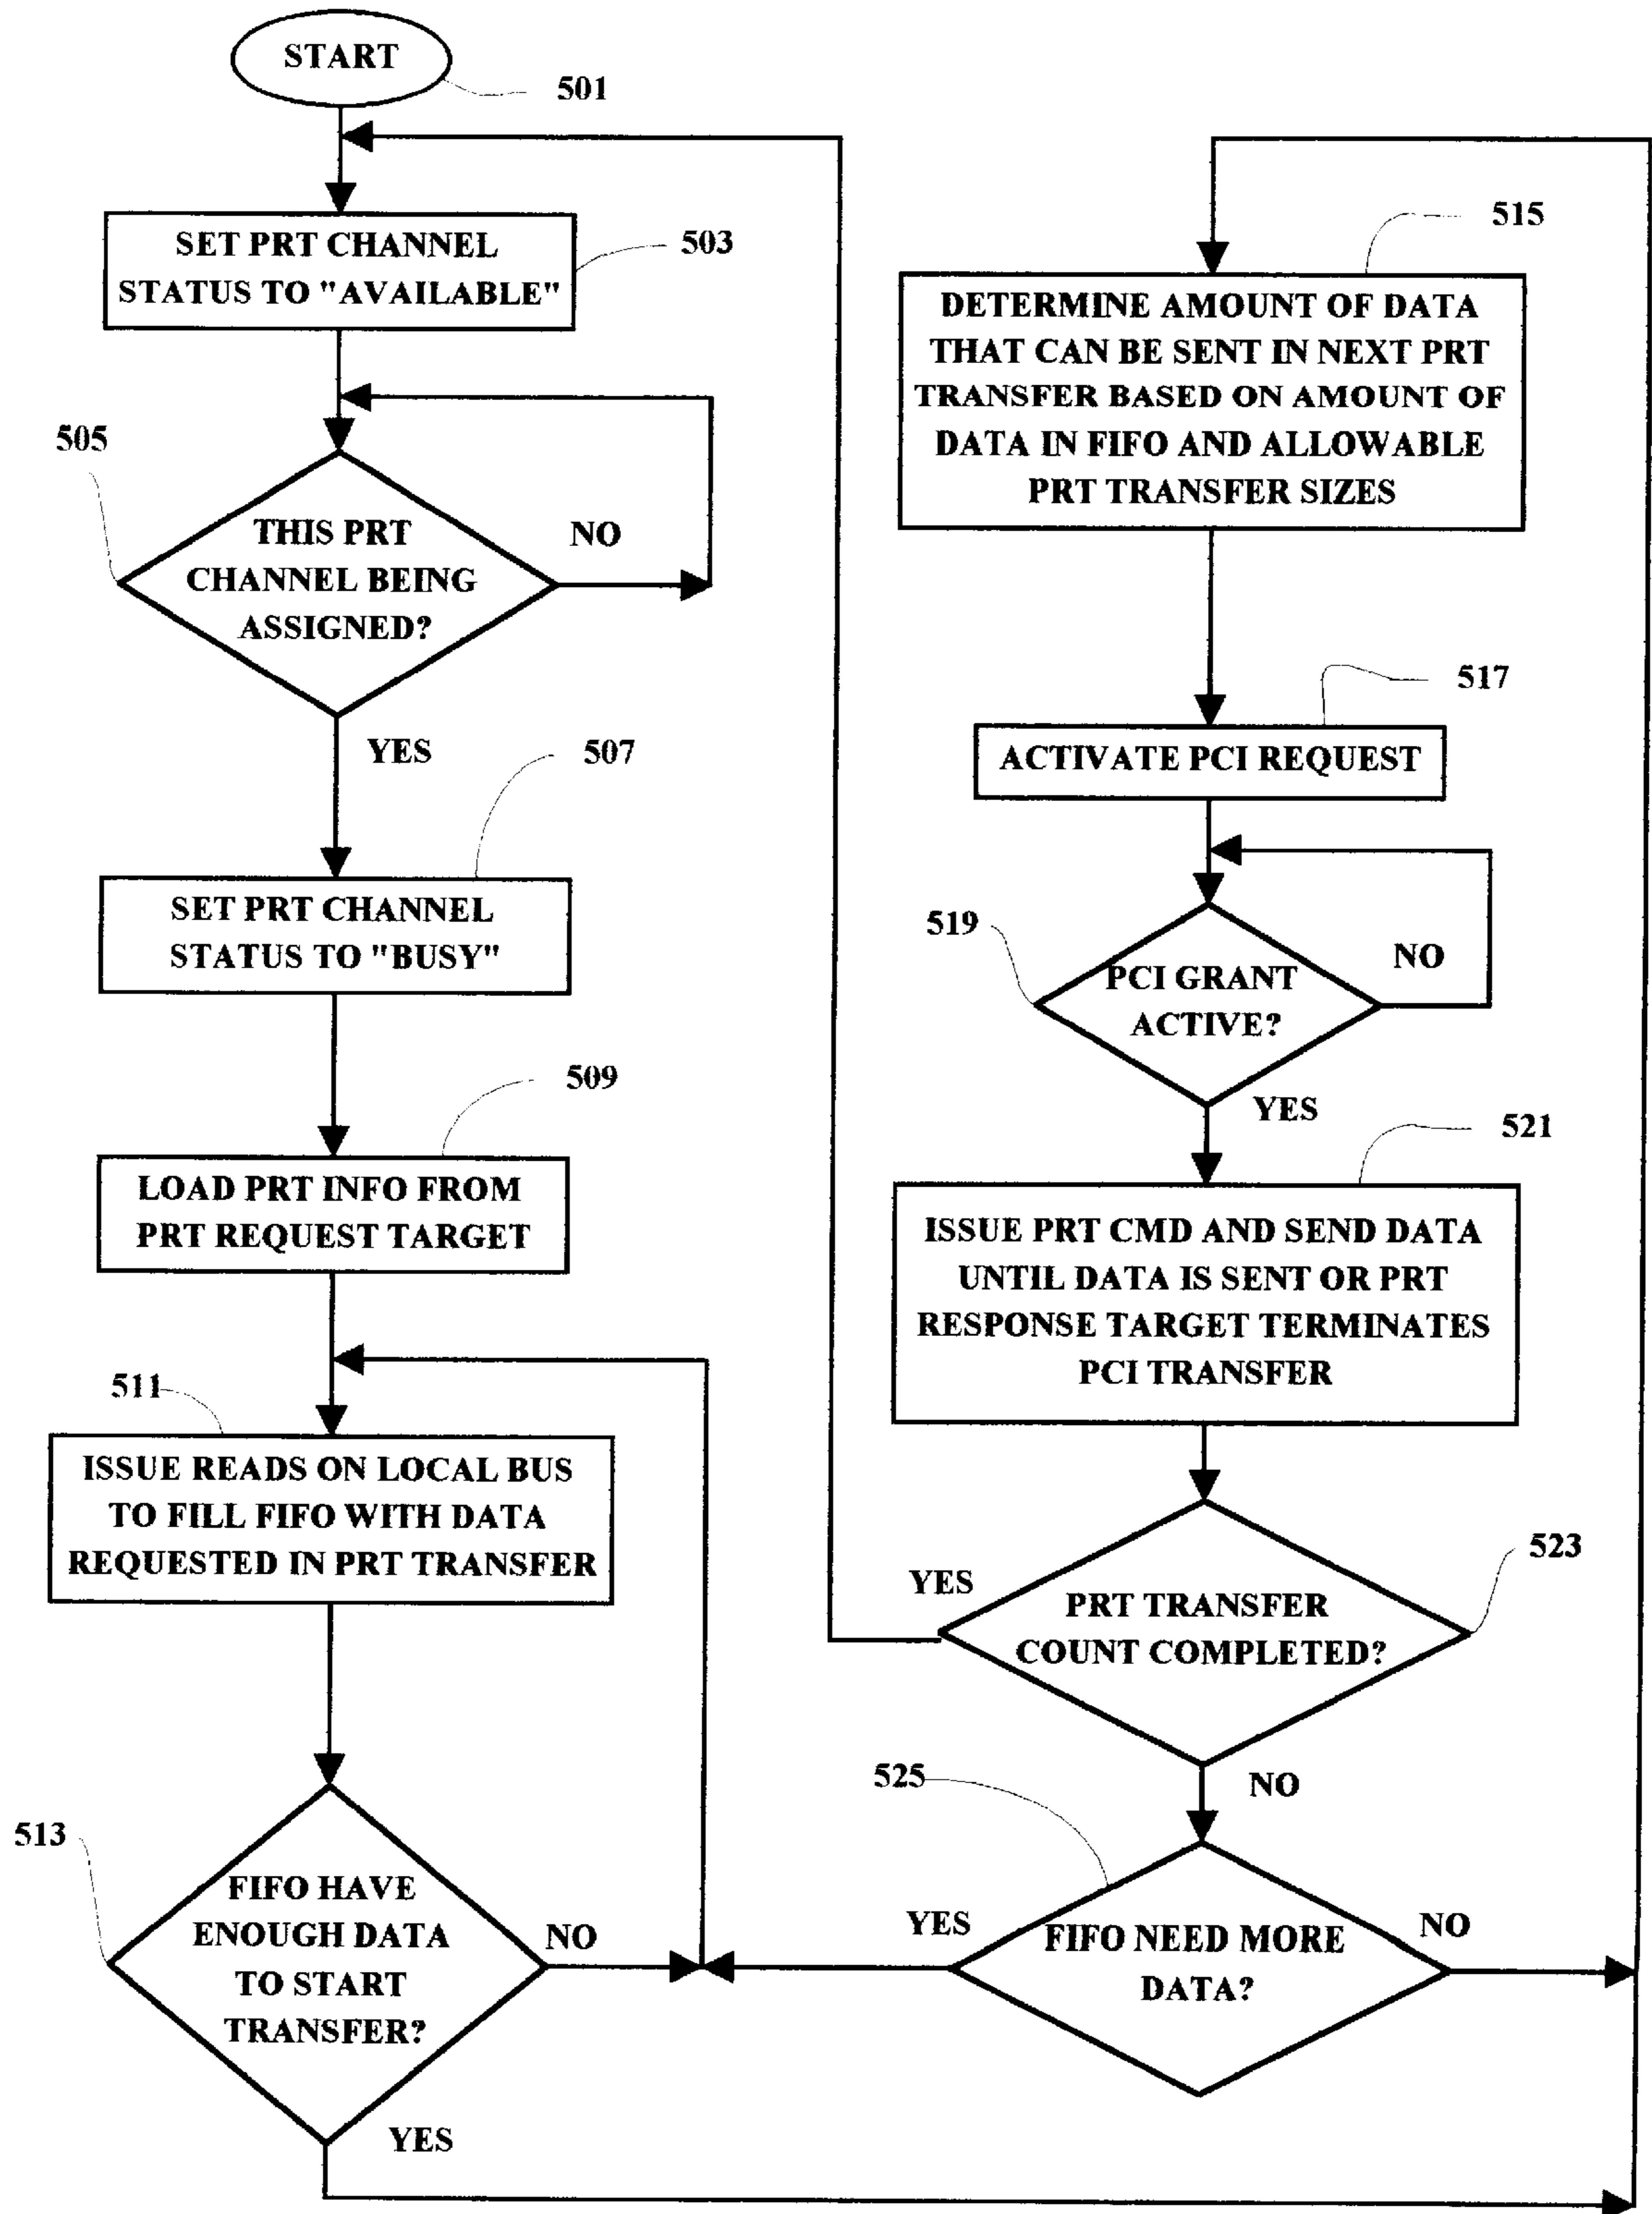 START
501
SET PRT CHANNEL
STATUS TO "AVAILABLE"
503
505
THIS PRT
CHANNEL BEING
ASSIGNED?
NO
YES
507
SET PRT CHANNEL
STATUS TO "BUSY"
509
LOAD PRT INFO FROM
PRT REQUEST TARGET
511
ISSUE READS ON LOCAL BUS
TO FILL FIFO WITH DATA
REQUESTED IN PRT TRANSFER
513
FIFO HAVE
ENOUGH DATA
TO START
TRANSFER?
NO
YES
515
DETERMINE AMOUNT OF DATA
THAT CAN BE SENT IN NEXT PRT
TRANSFER BASED ON AMOUNT OF
DATA IN FIFO AND ALLOWABLE
PRT TRANSFER SIZES
517
ACTIVATE PCI REQUEST
519
PCI GRANT
ACTIVE?
NO
YES
521
ISSUE PRT CMD AND SEND DATA
UNTIL DATA IS SENT OR PRT
RESPONSE TARGET TERMINATES
PCI TRANSFER
523
YES
PRT TRANSFER
COUNT COMPLETED?
NO
525
YES
FIFO NEED MORE
DATA?
NO